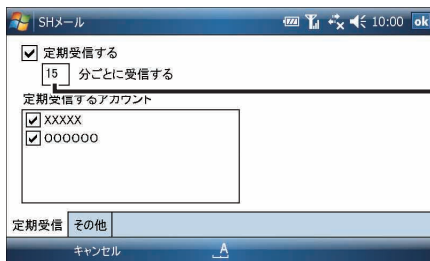 SHメール 10:00 ok
定期受信する
15 分ごとに受信する
定期受信するアカウント
XXXXX
OOOOOO
定期受信 その他
キャンセル A